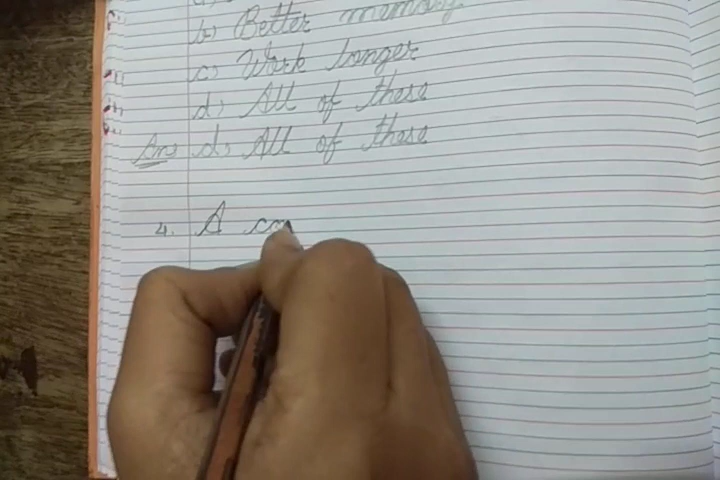 b) Better memory.
c) Work longer
d) All of these
Ans d) All of these
4. A co